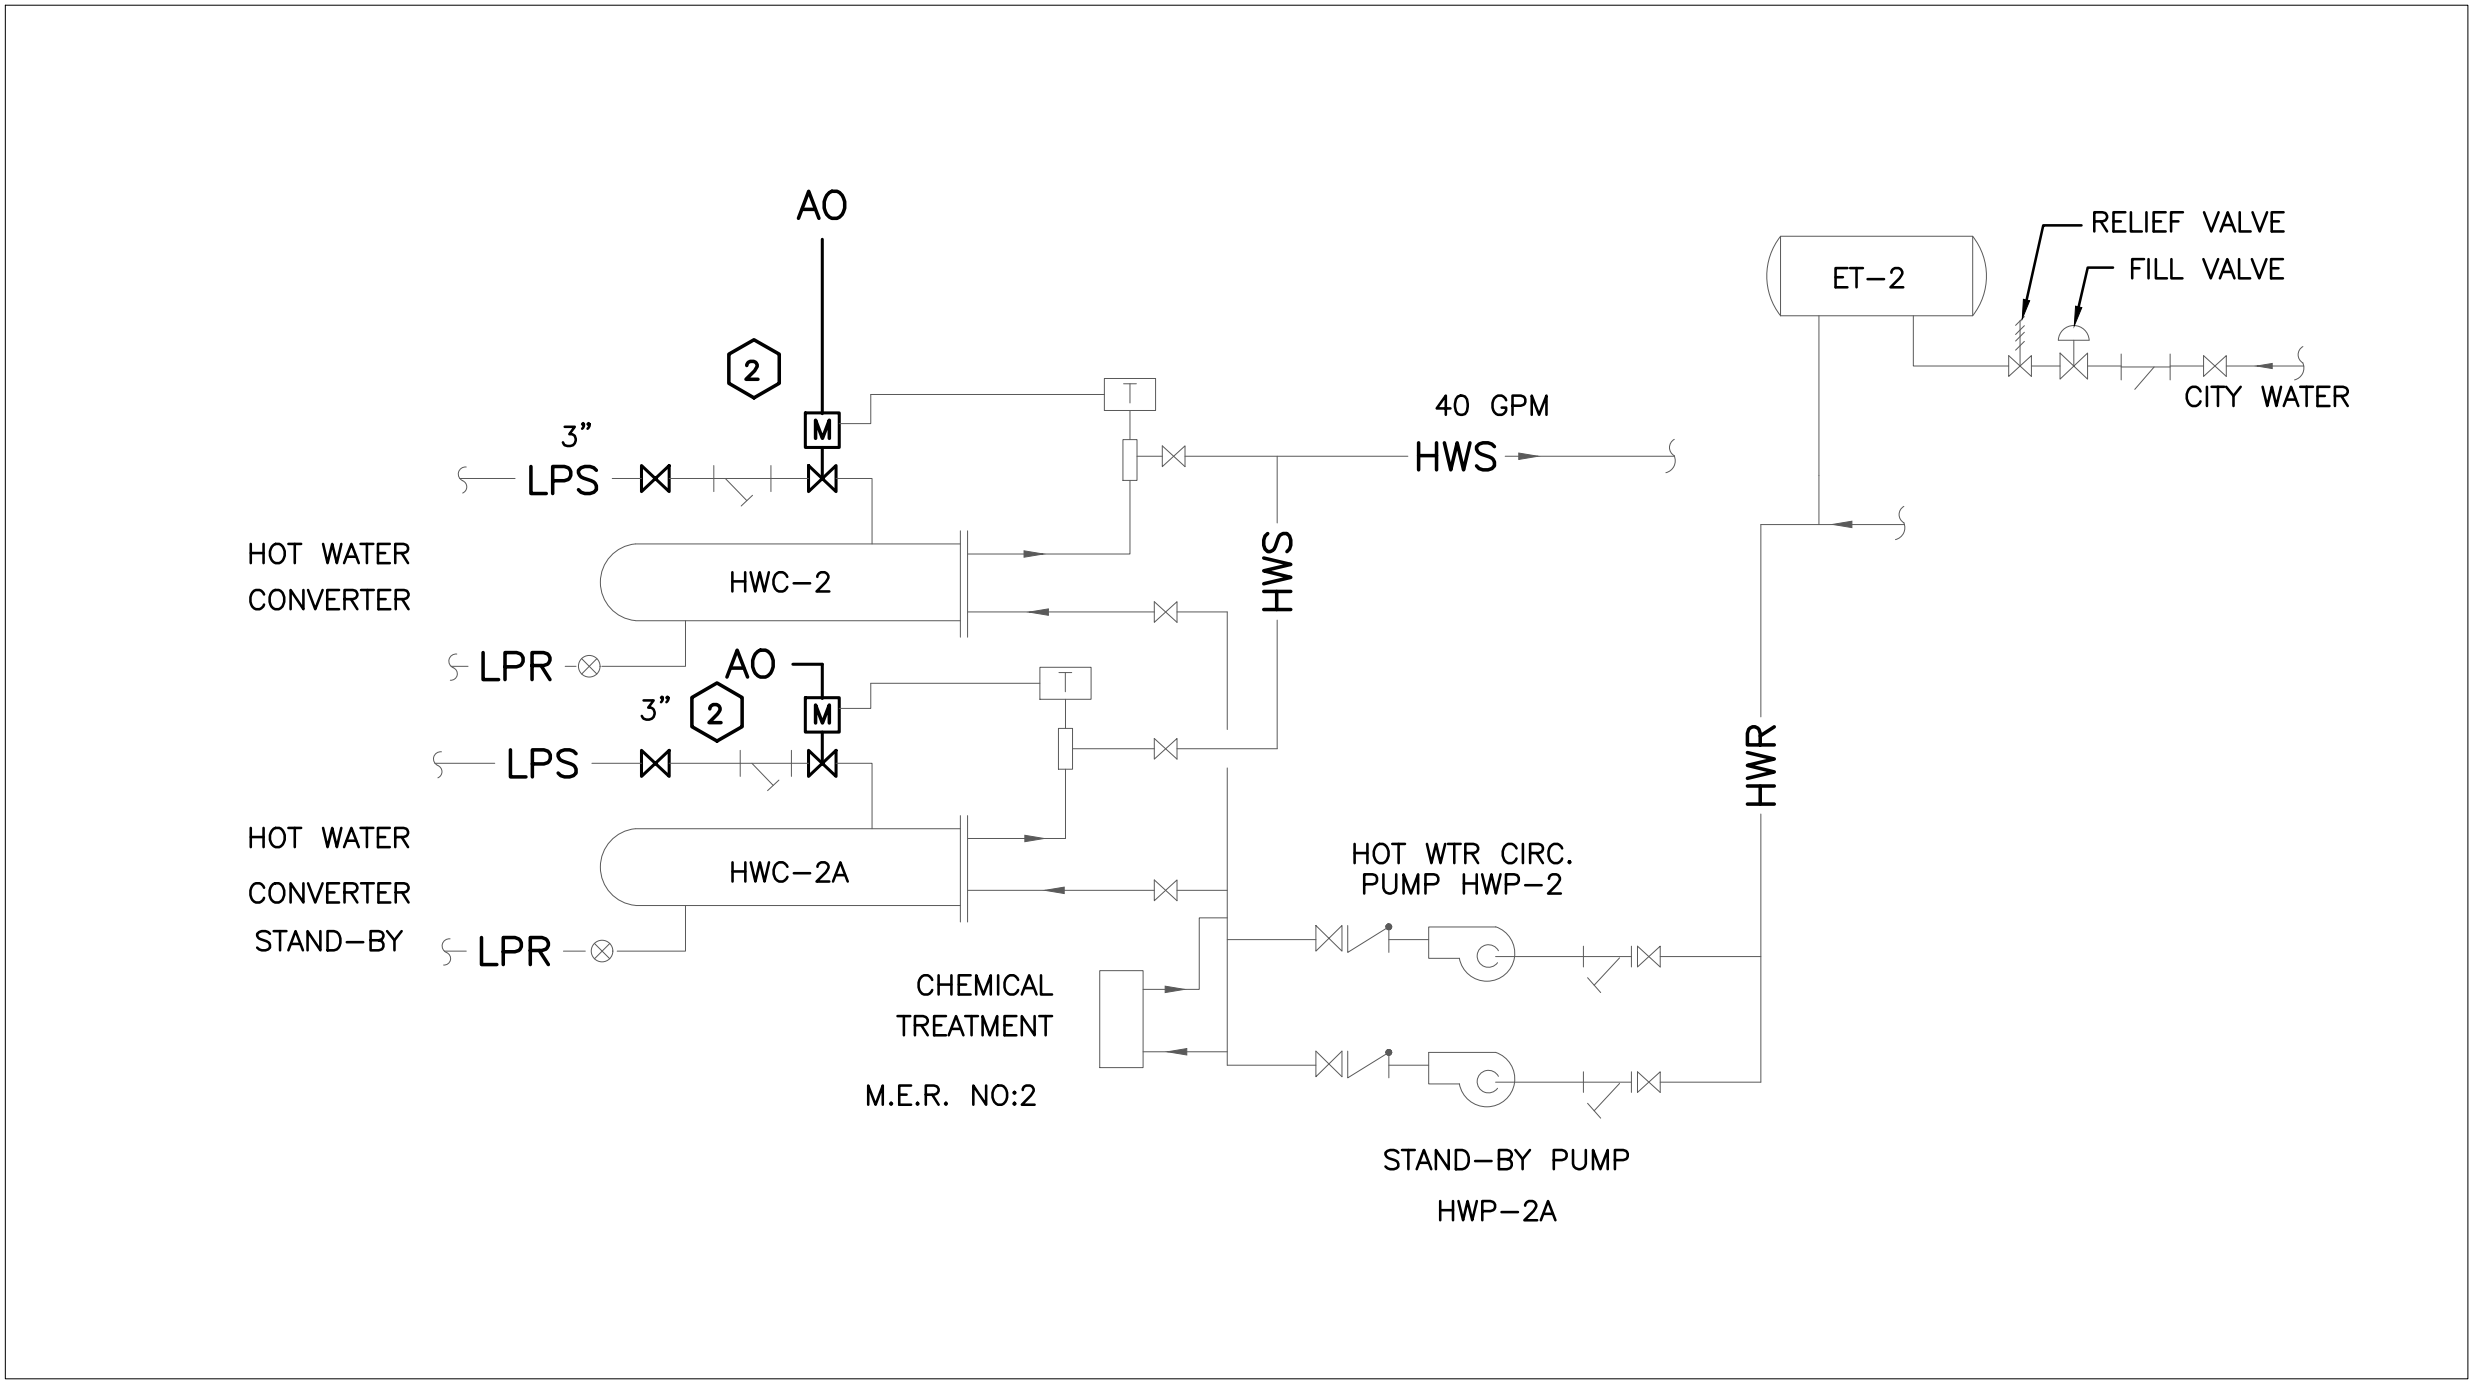 AO
RELIEF VALVE
FILL VALVE
ET-2
2
M
T
3"
LPS
40 GPM
HWS
CITY WATER
HOT WATER
CONVERTER
HWC-2
HWS
LPR
AO
T
3"
2
M
LPS
HWR
HOT WATER
CONVERTER
STAND-BY
HWC-2A
LPR
HOT WTR CIRC.
PUMP HWP-2
CHEMICAL
TREATMENT
M.E.R. NO:2
STAND-BY PUMP
HWP-2A